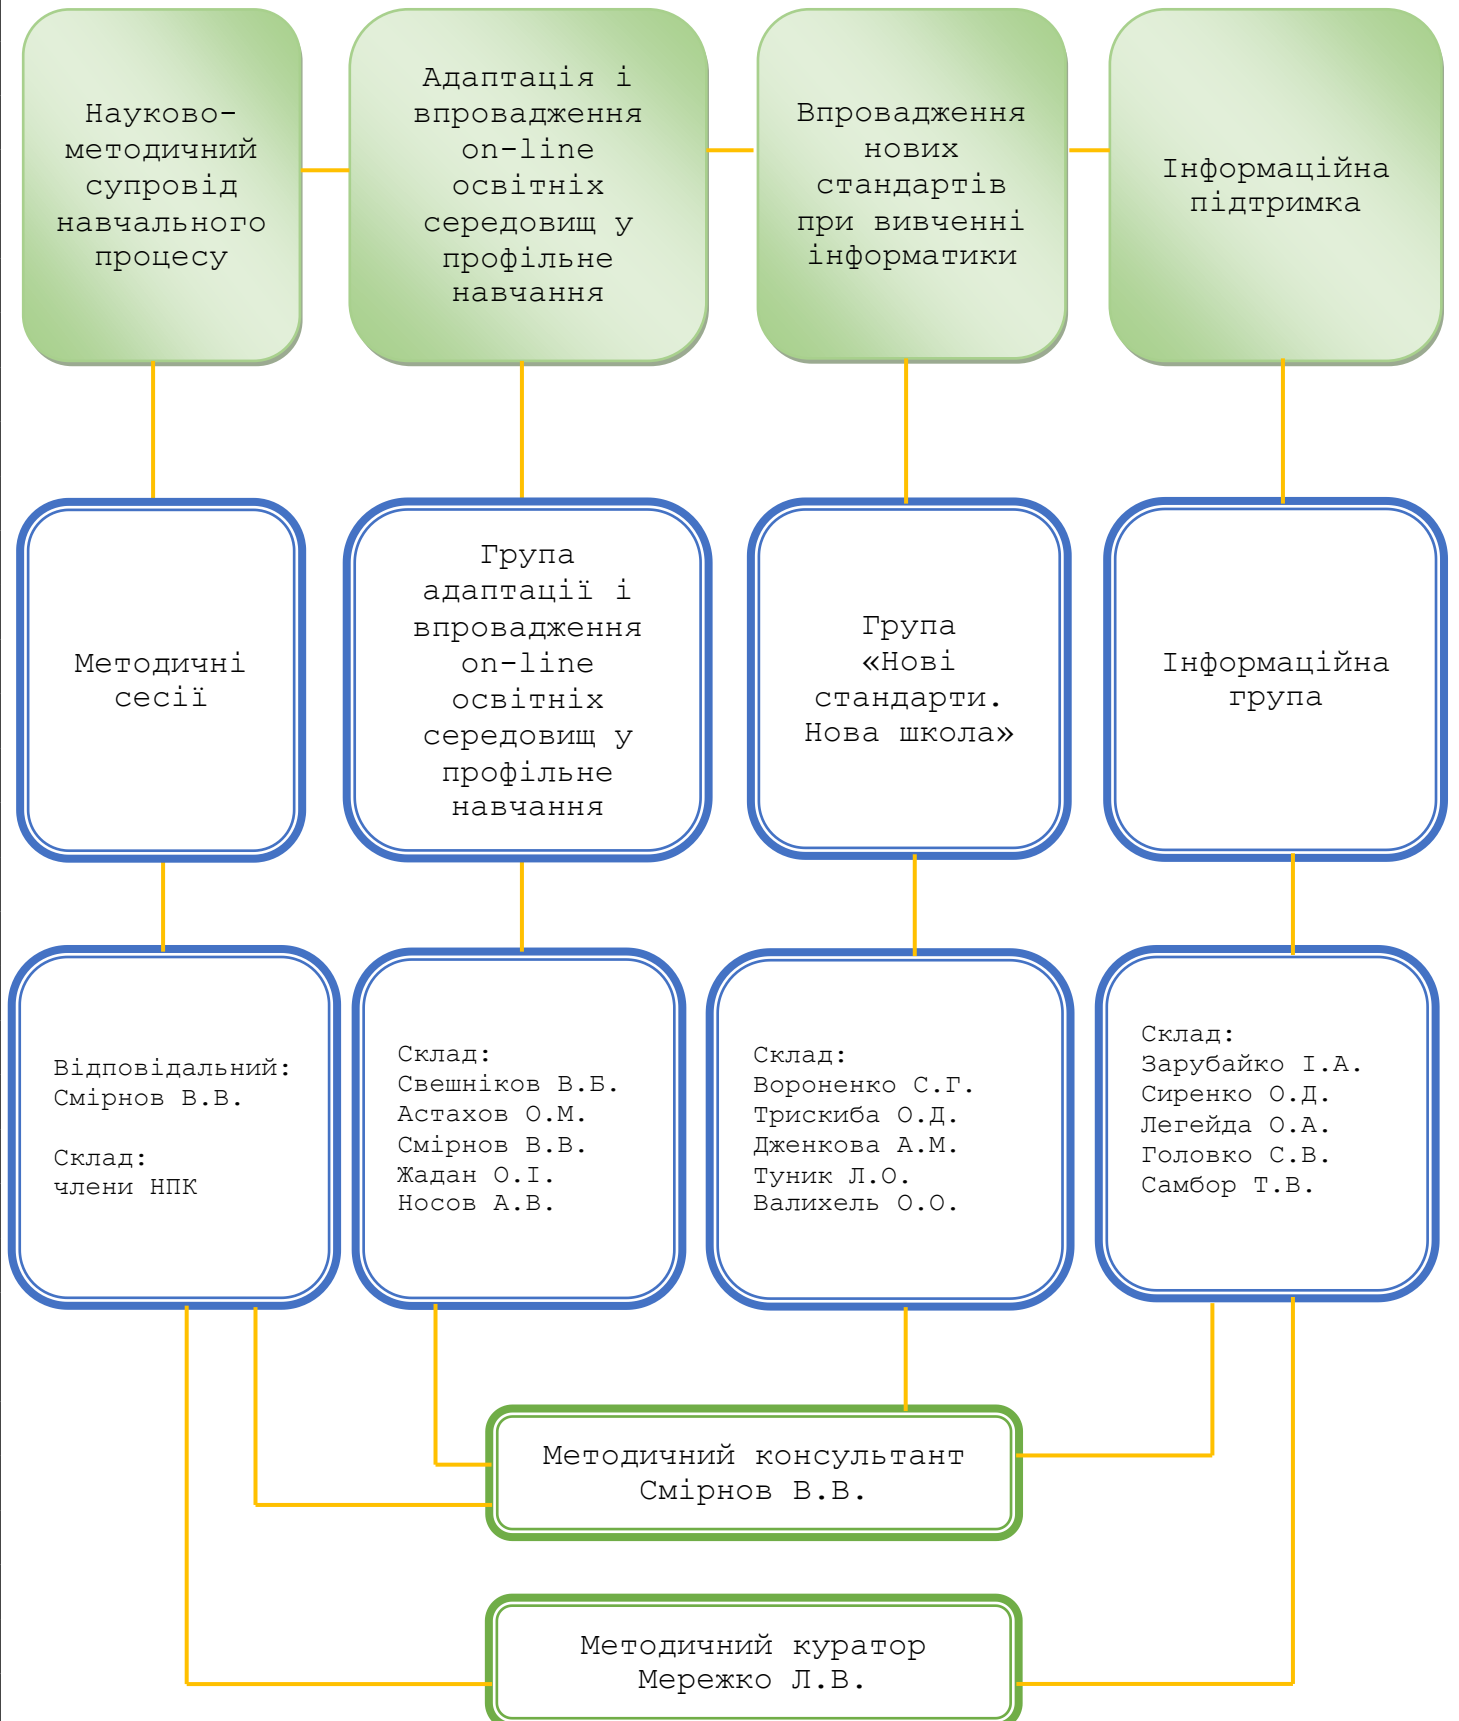 Науково-
методичний
супровід
навчального
процесу
Адаптація і
впровадження
on-line
освітніх
середовищ у
профільне
навчання
Впровадження
нових
стандартів
при вивченні
інформатики
Інформаційна
підтримка
Методичні
сесії
Група
адаптації і
впровадження
on-line
освітніх
середовищ у
профільне
навчання
Група
«Нові
стандарти.
Нова школа»
Інформаційна
група
Відповідальний:
Смірнов В.В.
Склад:
члени НПК
Склад:
Свешніков В.Б.
Астахов О.М.
Смірнов В.В.
Жадан О.І.
Носов А.В.
Склад:
Вороненко С.Г.
Трискиба О.Д.
Дженкова А.М.
Туник Л.О.
Валихель О.О.
Склад:
Зарубайко І.А.
Сиренко О.Д.
Легейда О.А.
Головко С.В.
Самбор Т.В.
Методичний консультант
Смірнов В.В.
Методичний куратор
Мережко Л.В.